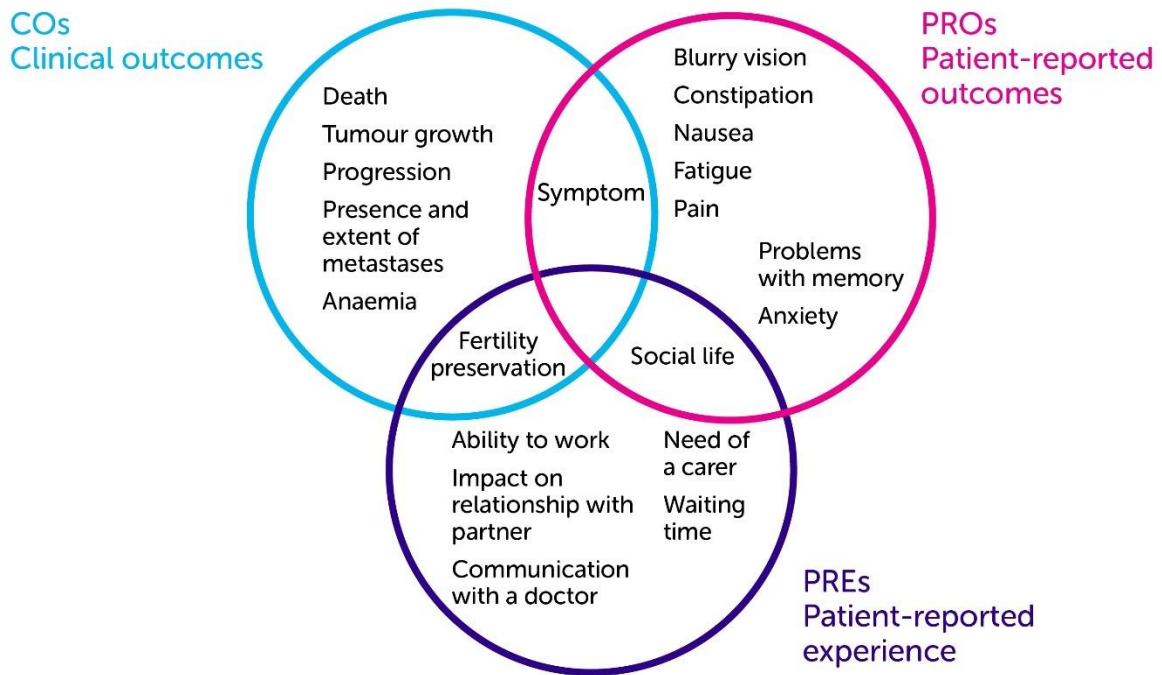 COs
Clinical outcomes
PROs
Patient-reported
outcomes
Death
Tumour growth
Progression
Presence and
extent of
metastases
Anaemia
Symptom
Blurry vision
Constipation
Nausea
Fatigue
Pain
Problems
with memory
Anxiety
Fertility
preservation
Social life
Ability to work
Impact on
relationship with
partner
Communication
with a doctor
Need of
a carer
Waiting
time
PREs
Patient-reported
experience